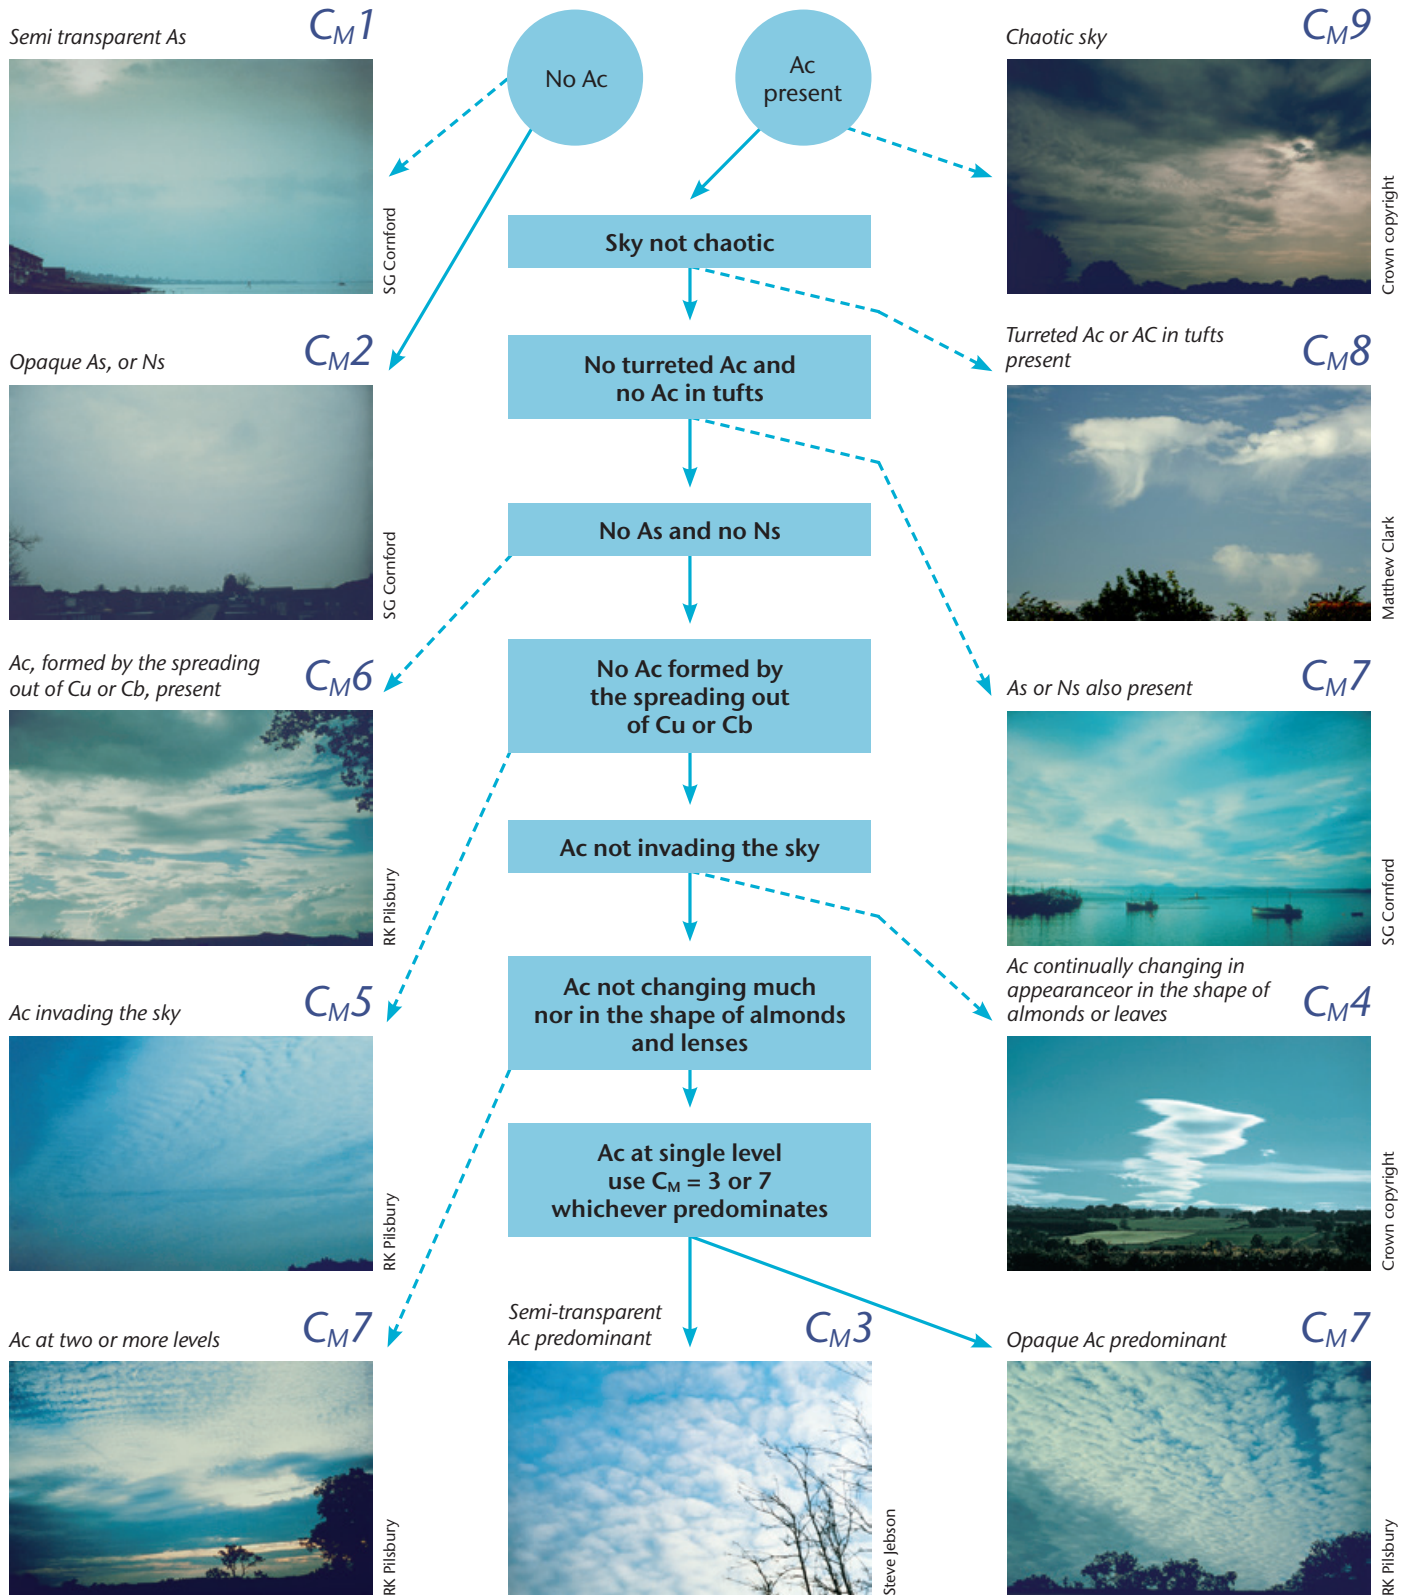 Semi transparent As
CM1
SG Cornford
No Ac
Ac
present
Chaotic sky
CM9
Crown copyright
Sky not chaotic
Opaque As, or Ns
CM2
SG Cornford
No turreted Ac and
no Ac in tufts
Turreted Ac or AC in tufts
present
CM8
Matthew Clark
No As and no Ns
Ac, formed by the spreading
out of Cu or Cb, present
CM6
RK Pilsbury
No Ac formed by
the spreading out
of Cu or Cb
As or Ns also present
CM7
SG Cornford
Ac not invading the sky
Ac invading the sky
CM5
RK Pilsbury
Ac not changing much
nor in the shape of almonds
and lenses
Ac continually changing in
appearanceor in the shape of
almonds or leaves
CM4
Crown copyright
Ac at single level
use CM = 3 or 7
whichever predominates
Ac at two or more levels
CM7
RK Pilsbury
Semi-transparent
Ac predominant
CM3
Steve Jebson
Opaque Ac predominant
CM7
RK Pilsbury